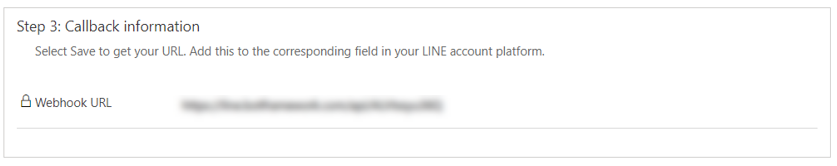 Step 3: Callback information
Select Save to get your URL. Add this to the corresponding field in your LINE account platform.
Webhook URL